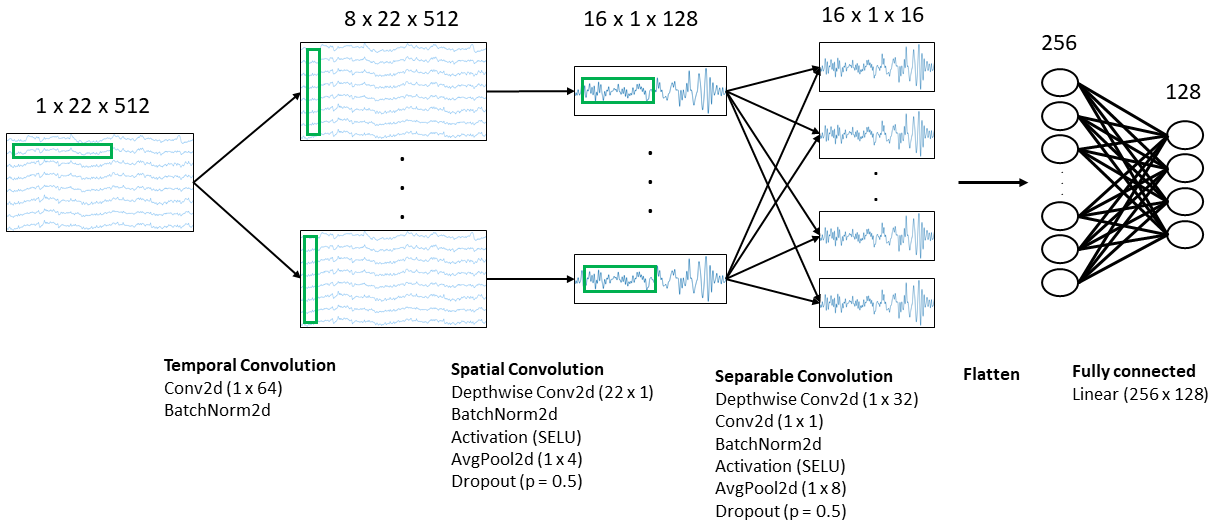 8 x 22 x 512
16 x 1 x 128
16 x 1 x 16
256
128
1 x 22 x 512
Temporal Convolution
Conv2d (1 x 64)
BatchNorm2d
Spatial Convolution
Depthwise Conv2d (22 x 1)
BatchNorm2d
Activation (SELU)
AvgPool2d (1 x 4)
Dropout (p = 0.5)
Separable Convolution
Depthwise Conv2d (1 x 32)
Conv2d (1 x 1)
BatchNorm2d
Activation (SELU)
AvgPool2d (1 x 8)
Dropout (p = 0.5)
Flatten
Fully connected
Linear (256 x 128)